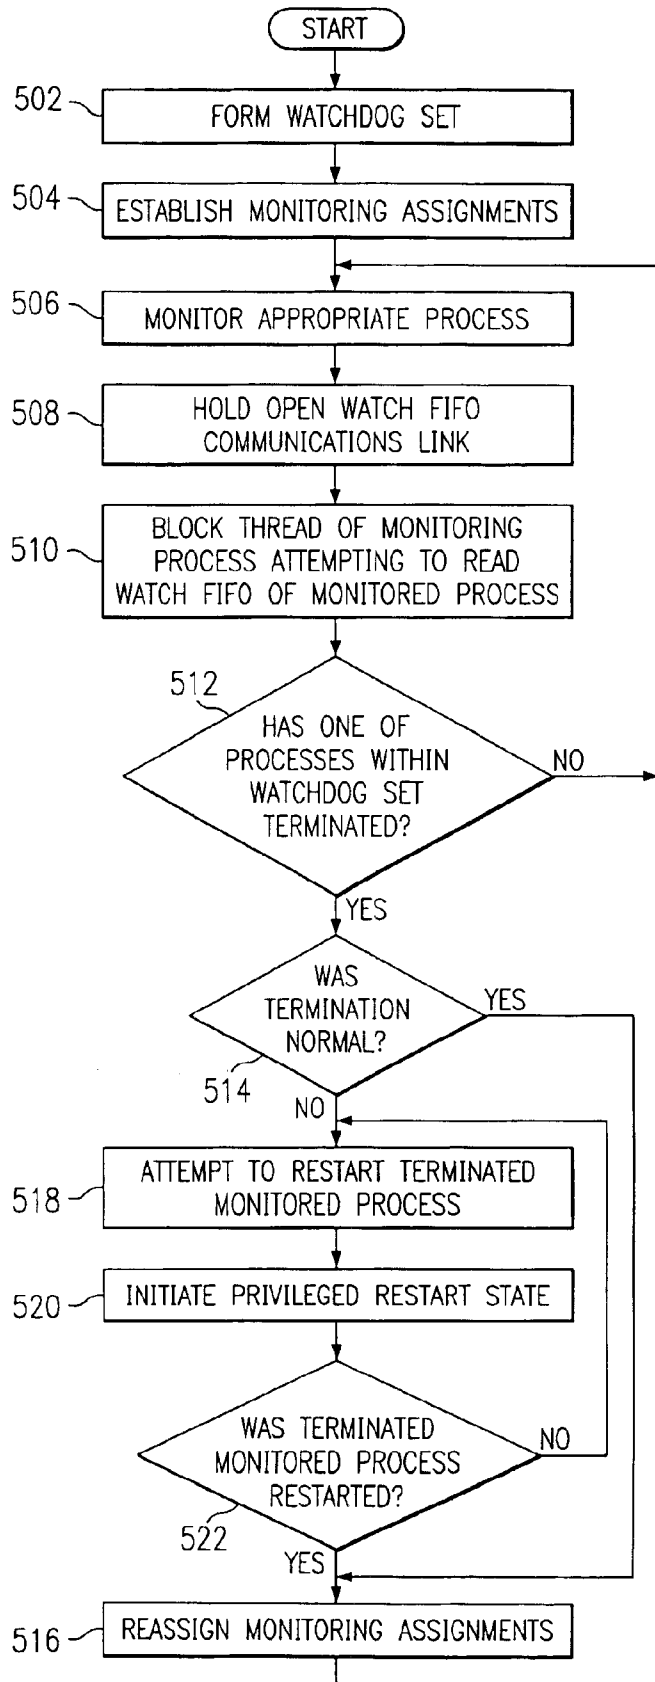 START
502
FORM WATCHDOG SET
504
ESTABLISH MONITORING ASSIGNMENTS
506
MONITOR APPROPRIATE PROCESS
508
HOLD OPEN WATCH FIFO
COMMUNICATIONS LINK
510
BLOCK THREAD OF MONITORING
PROCESS ATTEMPTING TO READ
WATCH FIFO OF MONITORED PROCESS
512
HAS ONE OF
PROCESSES WITHIN
WATCHDOG SET
TERMINATED?
NO
YES
WAS
TERMINATION
NORMAL?
YES
514
NO
518
ATTEMPT TO RESTART TERMINATED
MONITORED PROCESS
520
INITIATE PRIVILEGED RESTART STATE
WAS TERMINATED
MONITORED PROCESS
RESTARTED?
NO
522
YES
516
REASSIGN MONITORING ASSIGNMENTS